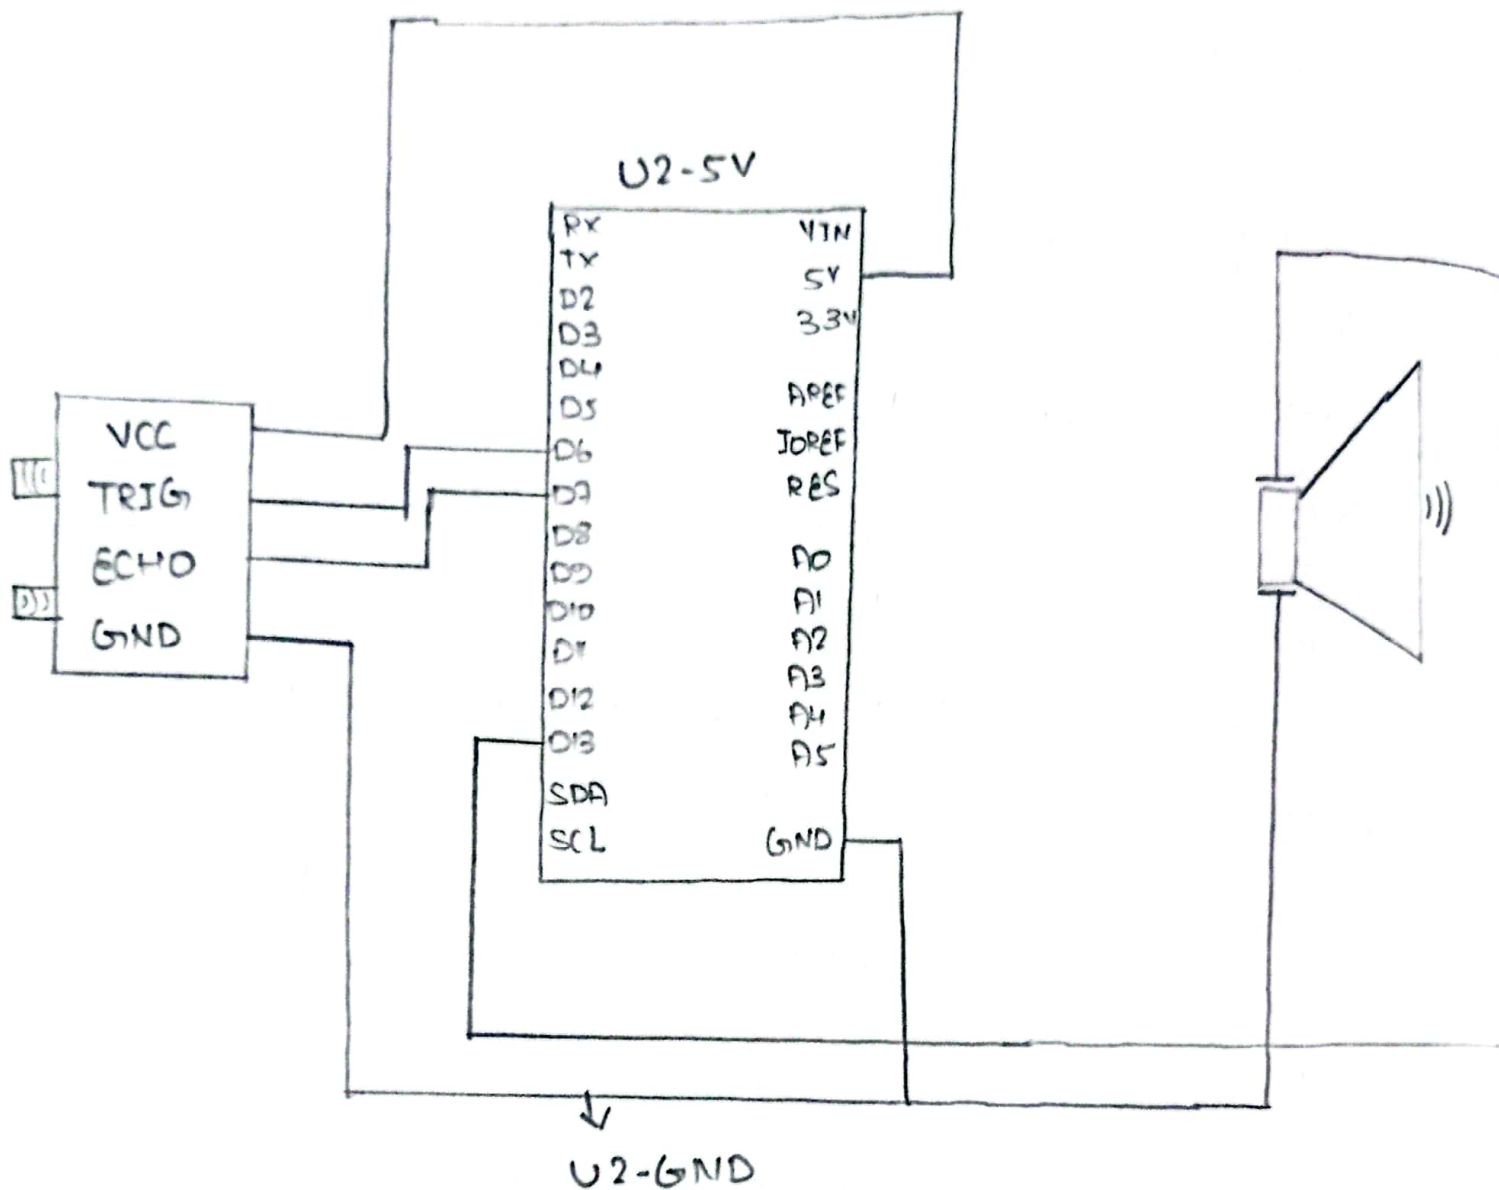 U2-5V
RX
TX
D2
D3
D4
D5
D6
D7
D8
D9
D10
D11
D12
D13
SDA
SCL
VIN
5V
3.3V
AREF
IOREF
RES
A0
A1
A2
A3
A4
A5
GND
VCC
TRIG
ECHO
GND
U2-GND